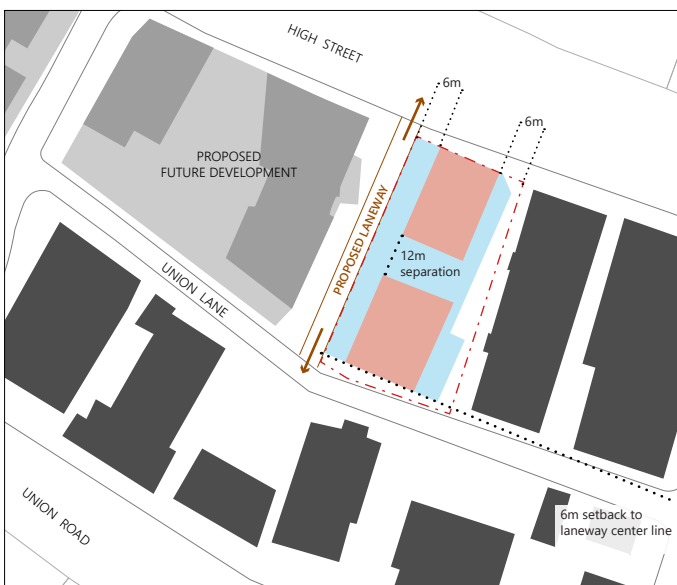 HIGH STREET
6m
6m
PROPOSED
FUTURE DEVELOPMENT
PROPOSED LANEWAY
12m
separation
UNION LANE
UNION ROAD
6m setback to
laneway center line